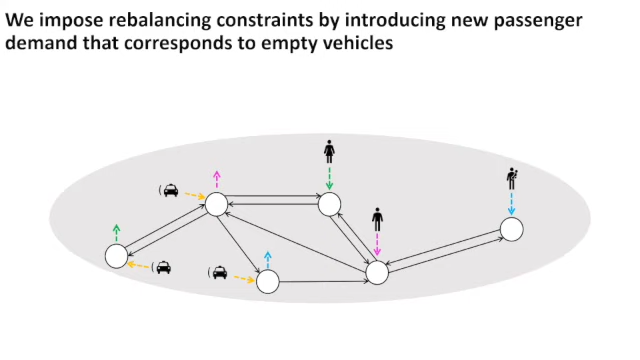 We impose rebalancing constraints by introducing new passenger
demand that corresponds to empty vehicles